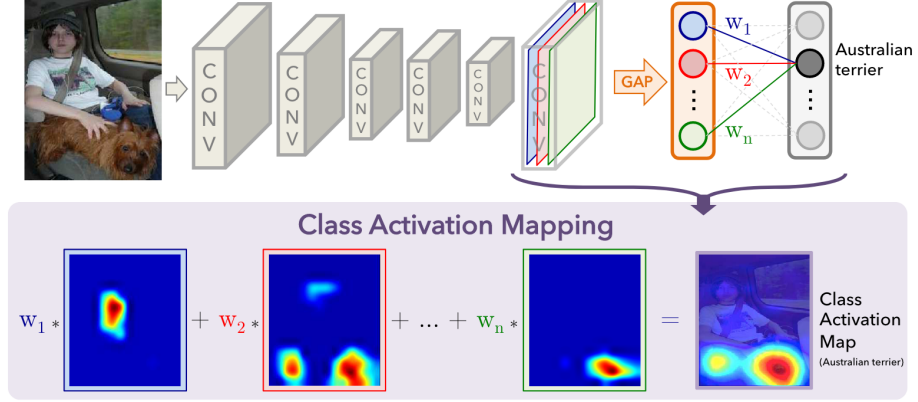 C O N V
C O N V
C O N V
C O N V
C O N V
C O N V
GAP
w1
w2
wn
⋮
⋮
Australian
terrier
Class Activation Mapping
w1 * + w2 * + ... + wn * =
Class
Activation
Map
(Australian terrier)